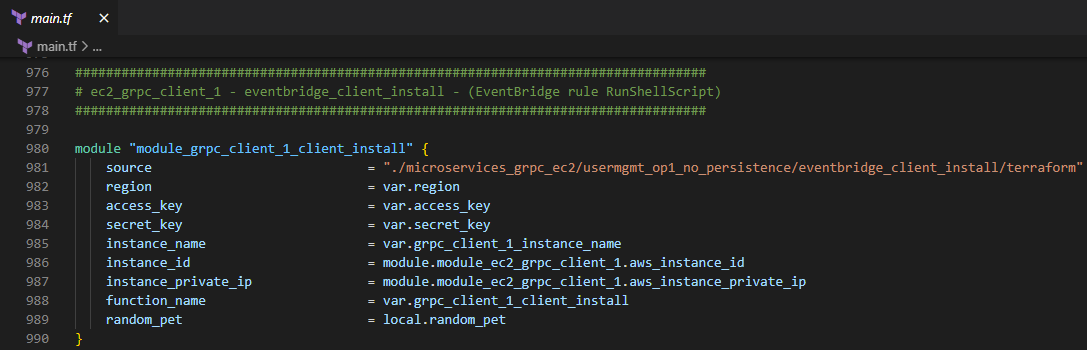 main.tf ×
main.tf > ...
976 ##################################################################################
977 # ec2_grpc_client_1 - eventbridge_client_install - (EventBridge rule RunShellScript)
978 ##################################################################################
979
980 module "module_grpc_client_1_client_install" {
981 source = "./microservices_grpc_ec2/usermgmt_op1_no_persistence/eventbridge_client_install/terraform"
982 region = var.region
983 access_key = var.access_key
984 secret_key = var.secret_key
985 instance_name = var.grpc_client_1_instance_name
986 instance_id = module.module_ec2_grpc_client_1.aws_instance_id
987 instance_private_ip = module.module_ec2_grpc_client_1.aws_instance_private_ip
988 function_name = var.grpc_client_1_client_install
989 random_pet = local.random_pet
990 }